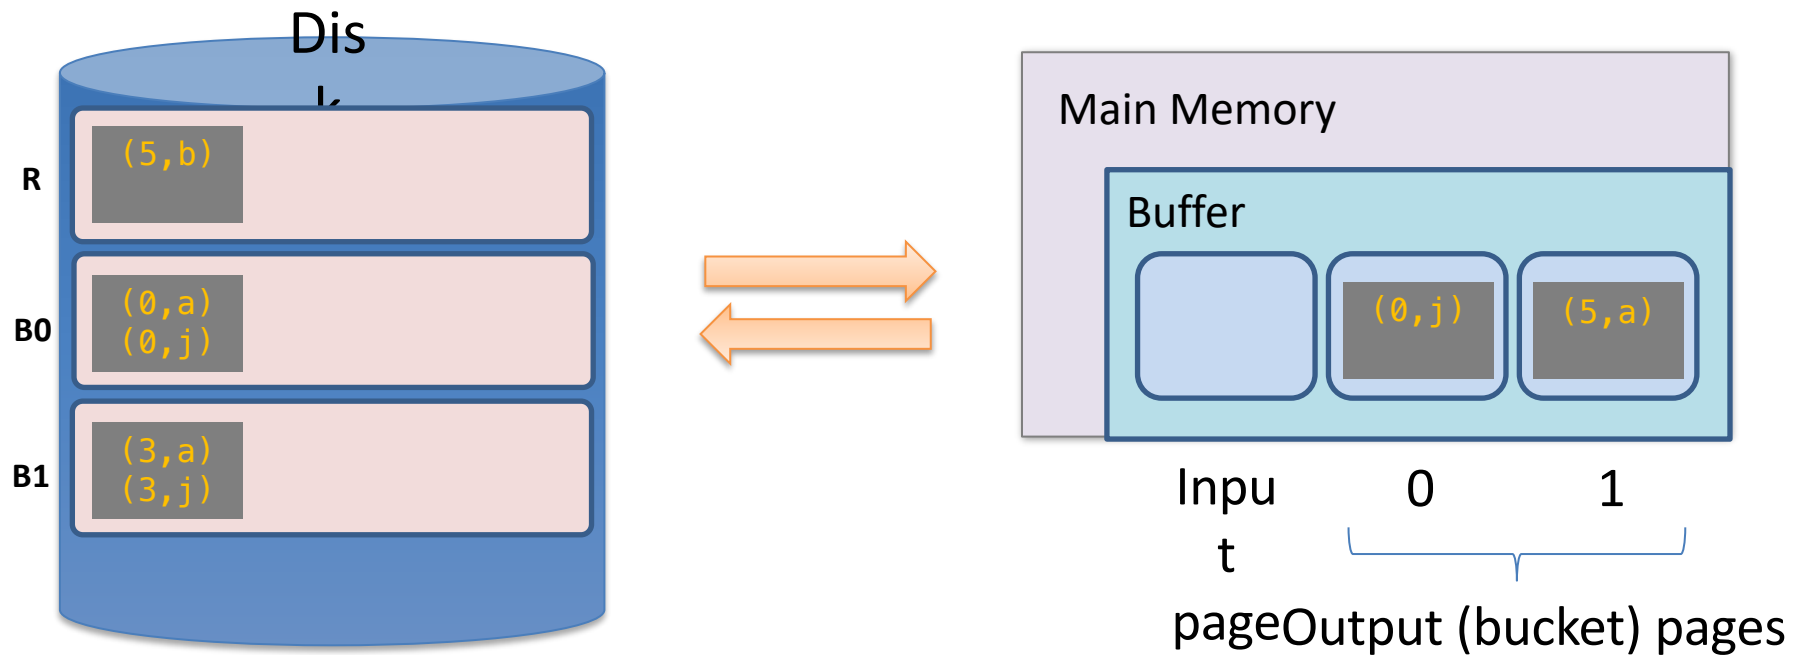 Dis
k
R
(5,b)
B0
(0,a)
(0,j)
B1
(3,a)
(3,j)
Main Memory
Buffer
(0,j)
(5,a)
Inpu
t
page
0
1
Output (bucket) pages